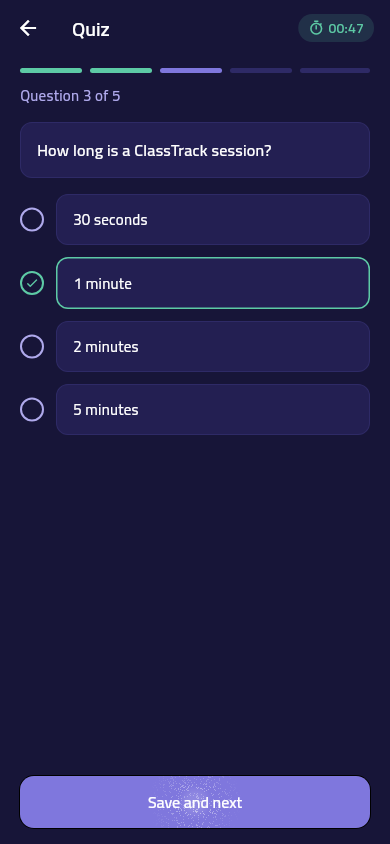 Quiz
00:47
Question 3 of 5
How long is a ClassTrack session?
30 seconds
1 minute
2 minutes
5 minutes
Save and next